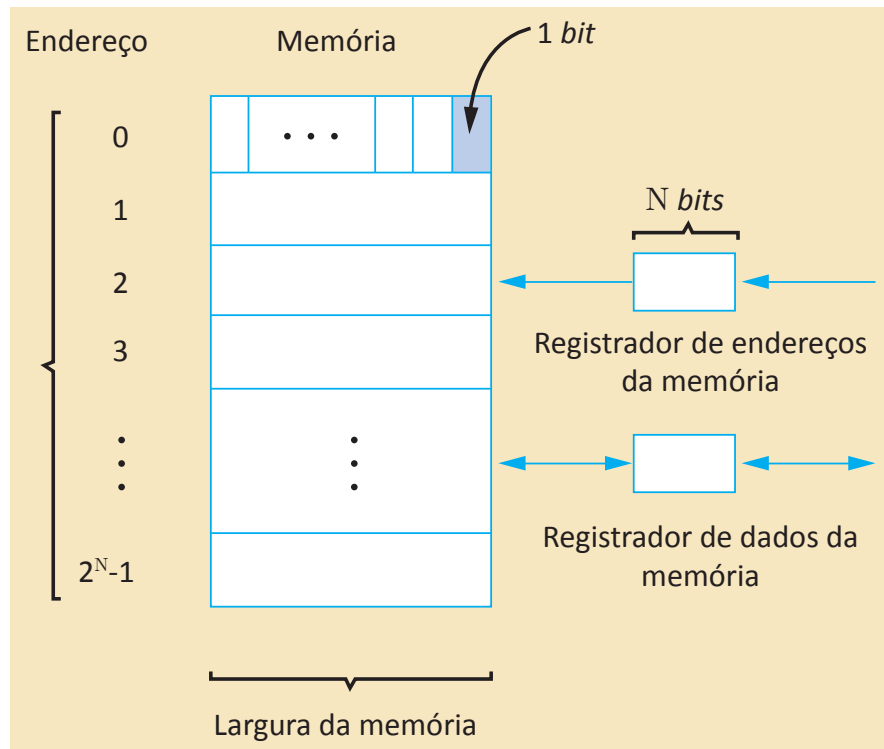 Endereço
Memória
1 bit
0
1
2
3
2ᴺ-1
N bits
Registrador de endereços
da memória
Registrador de dados da
memória
Largura da memória